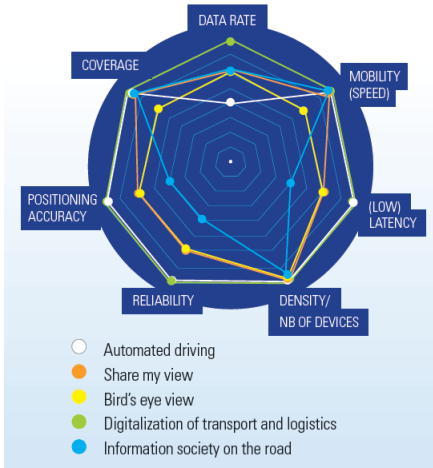 DATA RATE
COVERAGE
MOBILITY
(SPEED)
POSITIONING
ACCURACY
(LOW)
LATENCY
RELIABILITY
DENSITY/
NB OF DEVICES
Automated driving
Share my view
Bird's eye view
Digitalization of transport and logistics
Information society on the road